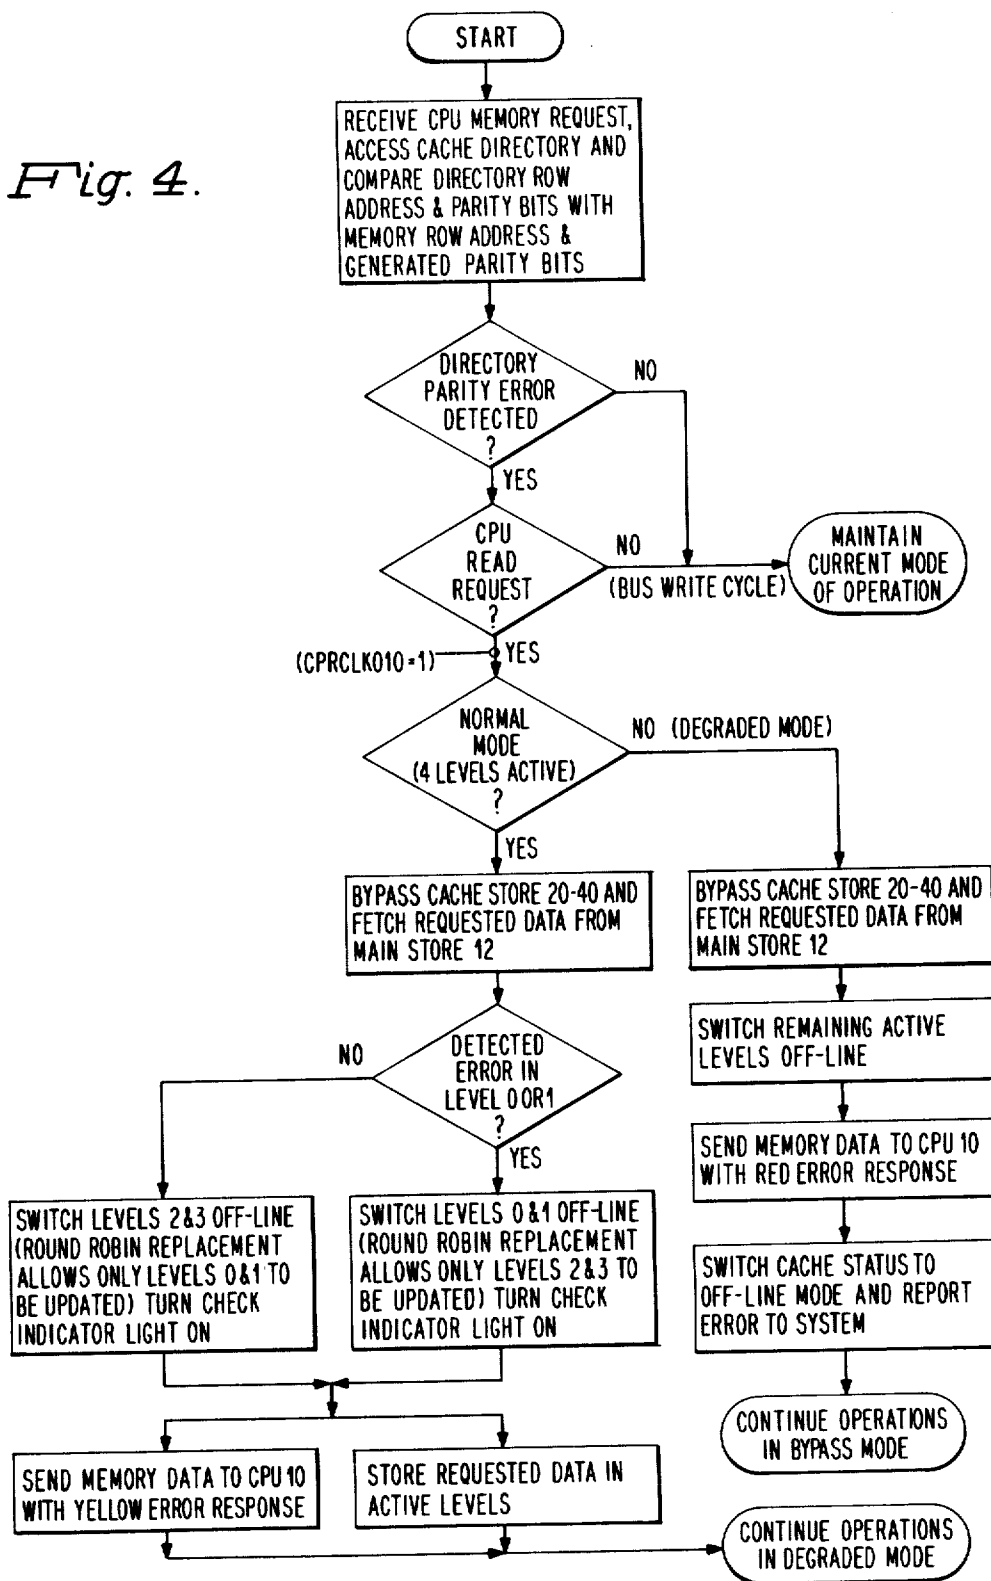 START
Fig. 4.
RECEIVE CPU MEMORY REQUEST,
ACCESS CACHE DIRECTORY AND
COMPARE DIRECTORY ROW
ADDRESS & PARITY BITS WITH
MEMORY ROW ADDRESS &
GENERATED PARITY BITS
DIRECTORY
PARITY ERROR
DETECTED
?
NO
YES
CPU
READ
REQUEST
?
NO
(BUS WRITE CYCLE)
MAINTAIN
CURRENT MODE
OF OPERATION
(CPRCLK010=1)
YES
NORMAL
MODE
(4 LEVELS ACTIVE)
?
NO (DEGRADED MODE)
YES
BYPASS CACHE STORE 20-40 AND
FETCH REQUESTED DATA FROM
MAIN STORE 12
BYPASS CACHE STORE 20-40 AND
FETCH REQUESTED DATA FROM
MAIN STORE 12
DETECTED
ERROR IN
LEVEL 0 OR 1
?
NO
YES
SWITCH REMAINING ACTIVE
LEVELS OFF-LINE
SEND MEMORY DATA TO CPU 10
WITH RED ERROR RESPONSE
SWITCH LEVELS 2&3 OFF-LINE
(ROUND ROBIN REPLACEMENT
ALLOWS ONLY LEVELS 0&1 TO
BE UPDATED) TURN CHECK
INDICATOR LIGHT ON
SWITCH LEVELS 0&1 OFF-LINE
(ROUND ROBIN REPLACEMENT
ALLOWS ONLY LEVELS 2&3 TO
BE UPDATED) TURN CHECK
INDICATOR LIGHT ON
SWITCH CACHE STATUS TO
OFF-LINE MODE AND REPORT
ERROR TO SYSTEM
CONTINUE OPERATIONS
IN BYPASS MODE
SEND MEMORY DATA TO CPU 10
WITH YELLOW ERROR RESPONSE
STORE REQUESTED DATA IN
ACTIVE LEVELS
CONTINUE OPERATIONS
IN DEGRADED MODE